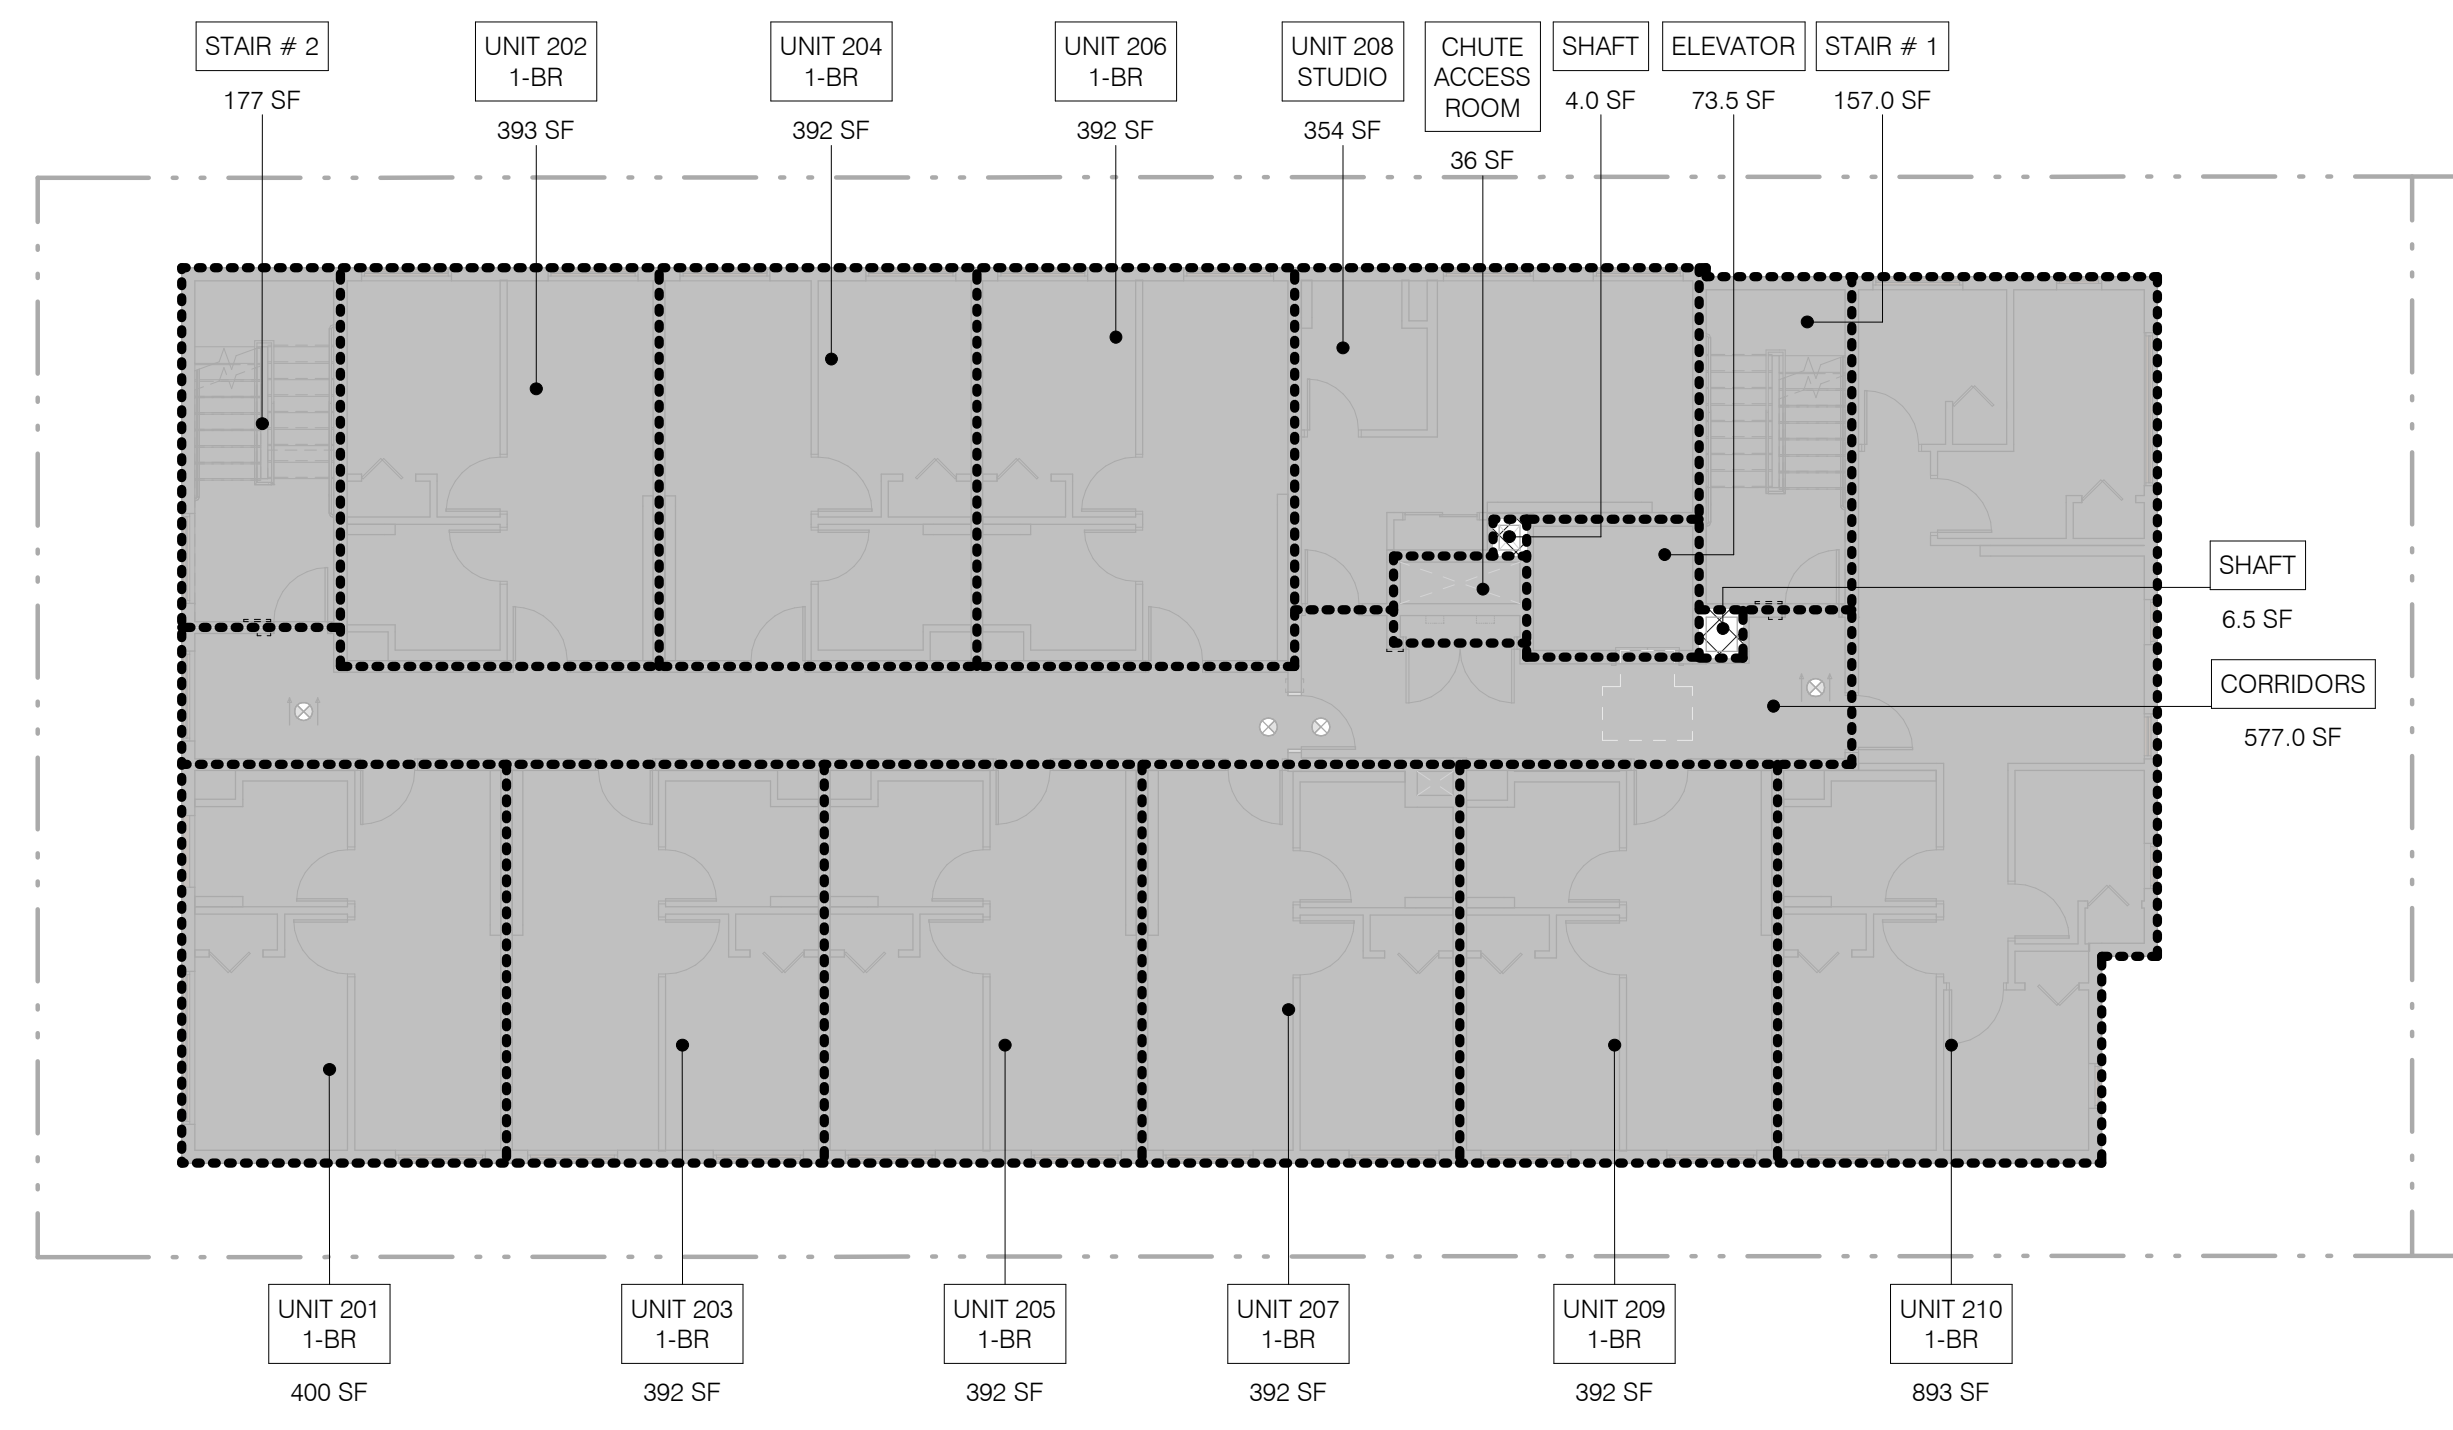 STAIR # 2
177 SF
UNIT 202
1-BR
393 SF
UNIT 204
1-BR
392 SF
UNIT 206
1-BR
392 SF
UNIT 208
STUDIO
354 SF
CHUTE
ACCESS
ROOM
36 SF
SHAFT
4.0 SF
ELEVATOR
73.5 SF
STAIR # 1
157.0 SF
SHAFT
6.5 SF
CORRIDORS
577.0 SF
UNIT 201
1-BR
400 SF
UNIT 203
1-BR
392 SF
UNIT 205
1-BR
392 SF
UNIT 207
1-BR
392 SF
UNIT 209
1-BR
392 SF
UNIT 210
1-BR
893 SF